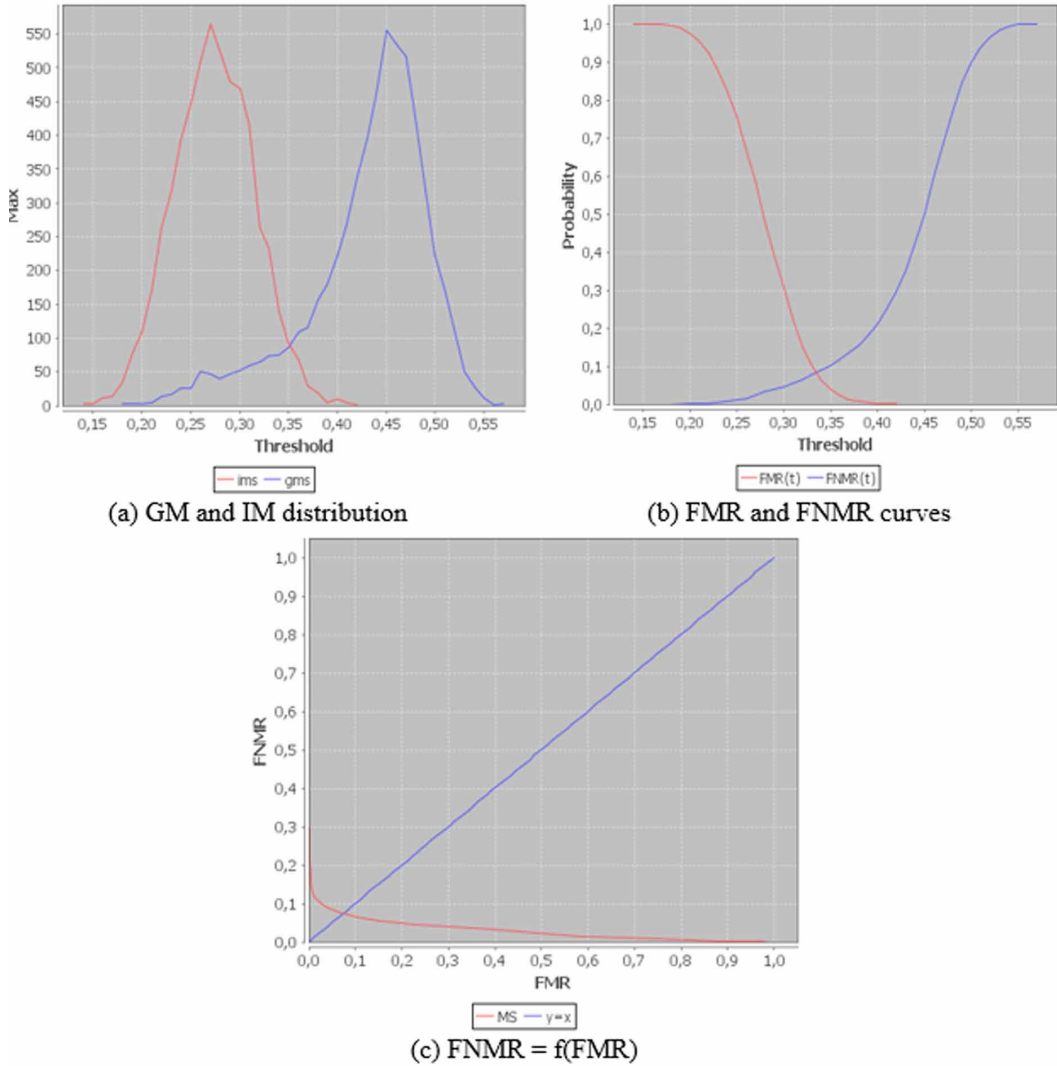 550
500
450
400
350
300
250
200
150
100
50
0
Max
0,15 0,20 0,25 0,30 0,35 0,40 0,45 0,50 0,55
Threshold
ims gms
(a) GM and IM distribution
1,0
0,9
0,8
0,7
0,6
0,5
0,4
0,3
0,2
0,1
0,0
Probability
0,15 0,20 0,25 0,30 0,35 0,40 0,45 0,50 0,55
Threshold
FMR(t) FNMR(t)
(b) FMR and FNMR curves
1,0
0,9
0,8
0,7
0,6
0,5
0,4
0,3
0,2
0,1
0,0
FNMR
0,0 0,1 0,2 0,3 0,4 0,5 0,6 0,7 0,8 0,9 1,0
FMR
MS y=x
(c) FNMR = f(FMR)